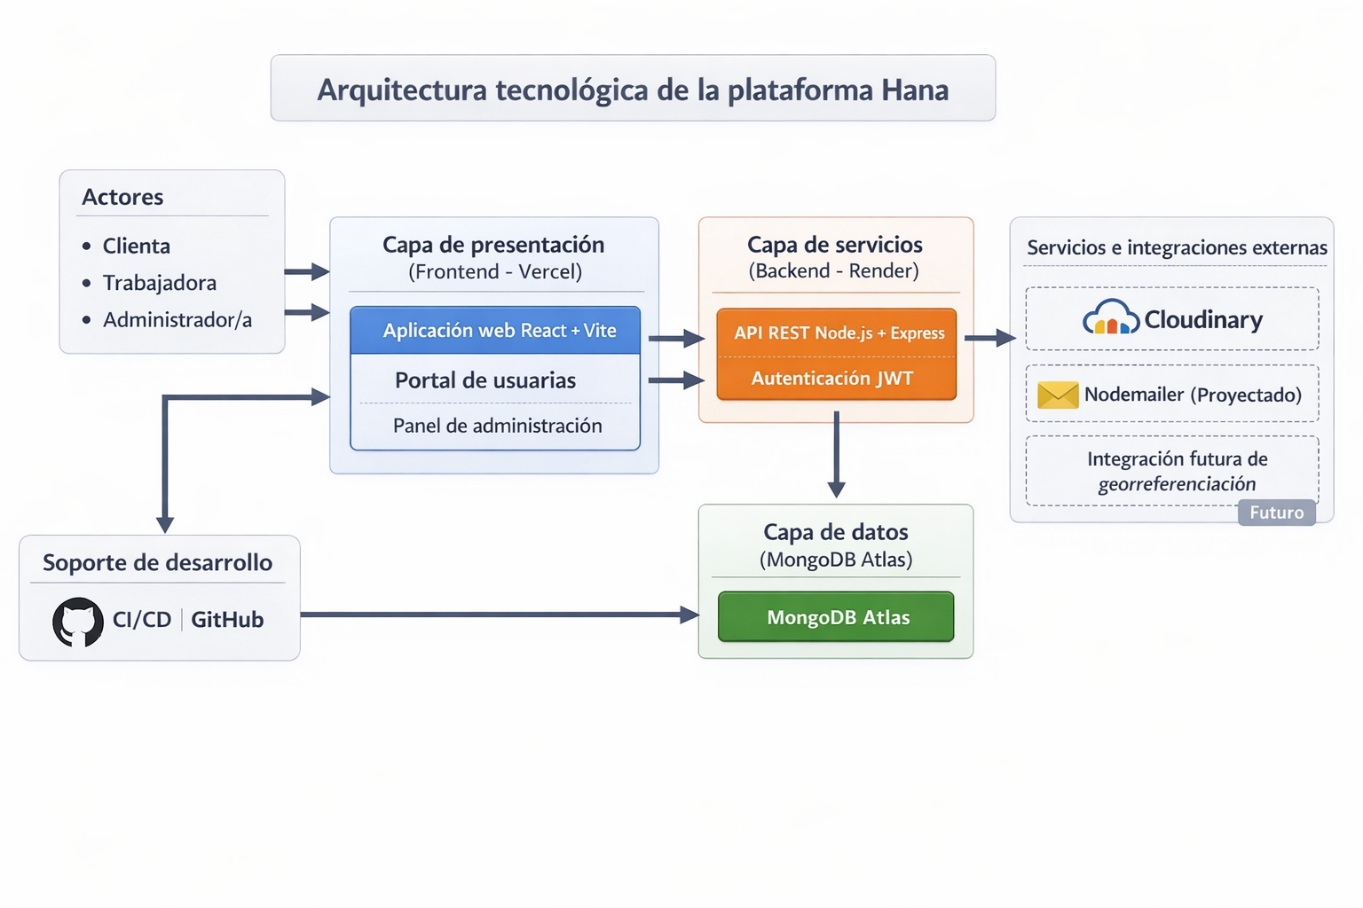 Arquitectura tecnológica de la plataforma Hana
Actores
• Clienta
• Trabajadora
• Administrador/a
Capa de presentación
(Frontend - Vercel)
Aplicación web React + Vite
Portal de usuarias
Panel de administración
Capa de servicios
(Backend - Render)
API REST Node.js + Express
Autenticación JWT
Servicios e integraciones externas
Cloudinary
Nodemailer (Proyectado)
Integración futura de
georreferenciación
Futuro
Soporte de desarrollo
CI/CD | GitHub
Capa de datos
(MongoDB Atlas)
MongoDB Atlas